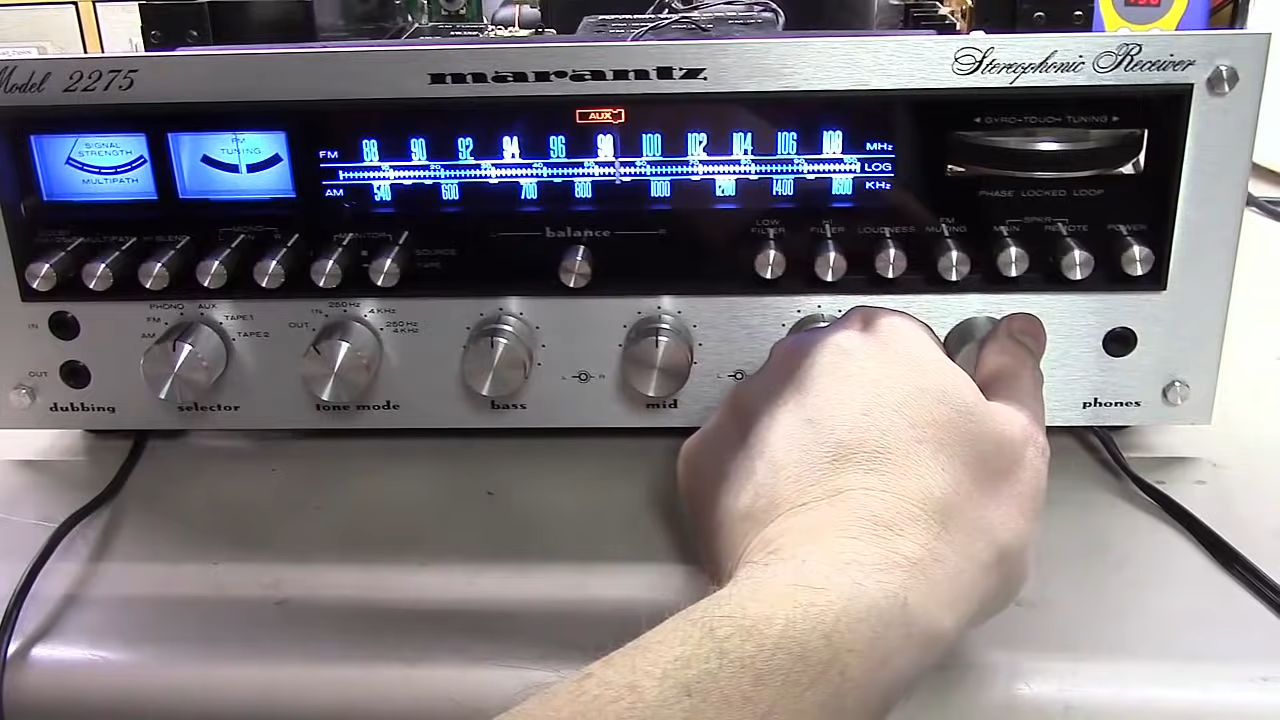 Model 2275
marantz
Stereophonic Receiver
AUX
◄ GYRO-TOUCH TUNING ►
SIGNAL STRENGTH
MULTIPATH
FM TUNING
FM 88 90 92 94 96 98 100 102 104 106 108 MHz
LOG
AM 540 600 700 800 1000 1200 1400 1600 KHz
PHASE LOCKED LOOP
MULTIPATH
HI BLEND
MONO
L IN R
MONITOR
SOURCE
TAPE
balance
LOW FILTER
HI FILTER
LOUDNESS
FM MUTING
SPKR
MAIN
REMOTE
POWER
IN
OUT
dubbing
AM
FM
PHONO
AUX
TAPE1
TAPE2
selector
OUT
IN
250 Hz
4 KHz
250 Hz
4 KHz
tone mode
bass
L R
mid
L
phones